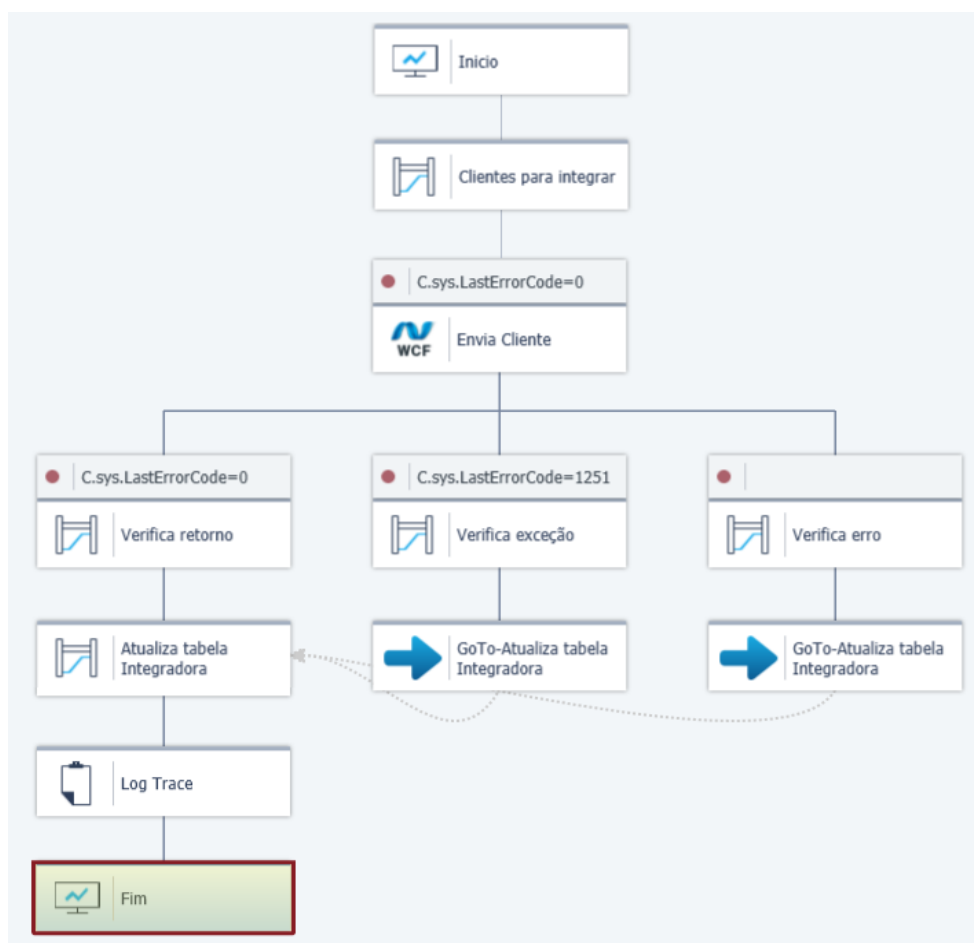 Inicio
Clientes para integrar
C.sys.LastErrorCode=0
WCF
Envia Cliente
C.sys.LastErrorCode=0
Verifica retorno
C.sys.LastErrorCode=1251
Verifica exceção
Verifica erro
Atualiza tabela
Integradora
GoTo-Atualiza tabela
Integradora
GoTo-Atualiza tabela
Integradora
Log Trace
Fim